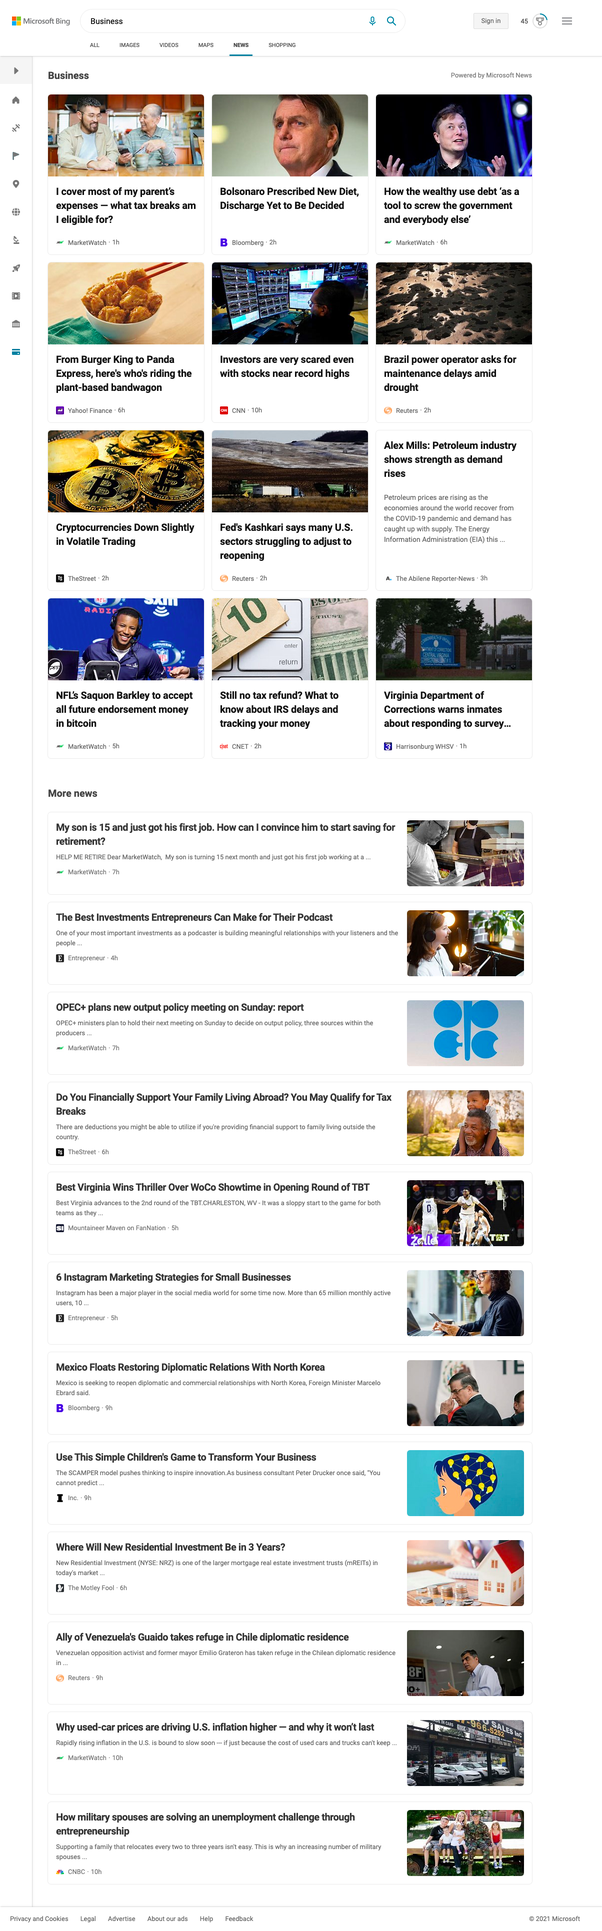 Microsoft Bing
Business
Sign in
45
ALL IMAGES VIDEOS MAPS NEWS SHOPPING
Business
Powered by Microsoft News
I cover most of my parent's
expenses — what tax breaks am
I eligible for?
MarketWatch · 1h
Bolsonaro Prescribed New Diet,
Discharge Yet to Be Decided
Bloomberg · 2h
How the wealthy use debt 'as a
tool to screw the government
and everybody else'
MarketWatch · 6h
From Burger King to Panda
Express, here's who's riding the
plant-based bandwagon
Yahoo! Finance · 6h
Investors are very scared even
with stocks near record highs
CNN · 10h
Brazil power operator asks for
maintenance delays amid
drought
Reuters · 2h
Cryptocurrencies Down Slightly
in Volatile Trading
TheStreet · 2h
Fed's Kashkari says many U.S.
sectors struggling to adjust to
reopening
Reuters · 2h
Alex Mills: Petroleum industry
shows strength as demand
rises
Petroleum prices are rising as the
economies around the world recover from
the COVID-19 pandemic and demand has
caught up with supply. The Energy
Information Administration (EIA) this ...
The Abilene Reporter-News · 3h
NFL's Saquon Barkley to accept
all future endorsement money
in bitcoin
MarketWatch · 5h
10
enter
return
Still no tax refund? What to
know about IRS delays and
tracking your money
CNET · 2h
Virginia Department of
Corrections warns inmates
about responding to survey...
Harrisonburg WHSV · 1h
More news
My son is 15 and just got his first job. How can I convince him to start saving for
retirement?
HELP ME RETIRE Dear MarketWatch, My son is turning 15 next month and just got his first job working at a ...
MarketWatch · 7h
The Best Investments Entrepreneurs Can Make for Their Podcast
One of your most important investments as a podcaster is building meaningful relationships with your listeners and the
people ...
Entrepreneur · 4h
OPEC+ plans new output policy meeting on Sunday: report
OPEC+ ministers plan to hold their next meeting on Sunday to decide on output policy, three sources within the
producers ...
MarketWatch · 7h
Do You Financially Support Your Family Living Abroad? You May Qualify for Tax
Breaks
There are deductions you might be able to utilize if you're providing financial support to family living outside the
country.
TheStreet · 6h
Best Virginia Wins Thriller Over WoCo Showtime in Opening Round of TBT
Best Virginia advances to the 2nd round of the TBT.CHARLESTON, WV - It was a sloppy start to the game for both
teams as they ...
Mountaineer Maven on FanNation · 5h
TBT
6 Instagram Marketing Strategies for Small Businesses
Instagram has been a major player in the social media world for some time now. More than 65 million monthly active
users, 10 ...
Entrepreneur · 5h
Mexico Floats Restoring Diplomatic Relations With North Korea
Mexico is seeking to reopen diplomatic and commercial relationships with North Korea, Foreign Minister Marcelo
Ebrard said.
Bloomberg · 9h
Use This Simple Children's Game to Transform Your Business
The SCAMPER model pushes thinking to inspire innovation.As business consultant Peter Drucker once said, "You
cannot predict ...
Inc. · 9h
Where Will New Residential Investment Be in 3 Years?
New Residential Investment (NYSE: NRZ) is one of the larger mortgage real estate investment trusts (mREITs) in
today's market ...
The Motley Fool · 6h
Ally of Venezuela's Guaido takes refuge in Chile diplomatic residence
Venezuelan opposition activist and former mayor Emilio Grateron has taken refuge in the Chilean diplomatic residence
in ...
Reuters · 9h
Why used-car prices are driving U.S. inflation higher — and why it won't last
Rapidly rising inflation in the U.S. is bound to slow soon — if just because the cost of used cars and trucks can't keep ...
MarketWatch · 10h
How military spouses are solving an unemployment challenge through
entrepreneurship
Supporting a family that relocates every two to three years isn't easy. This is why an increasing number of military
spouses ...
CNBC · 10h
Privacy and Cookies Legal Advertise About our ads Help Feedback
© 2021 Microsoft